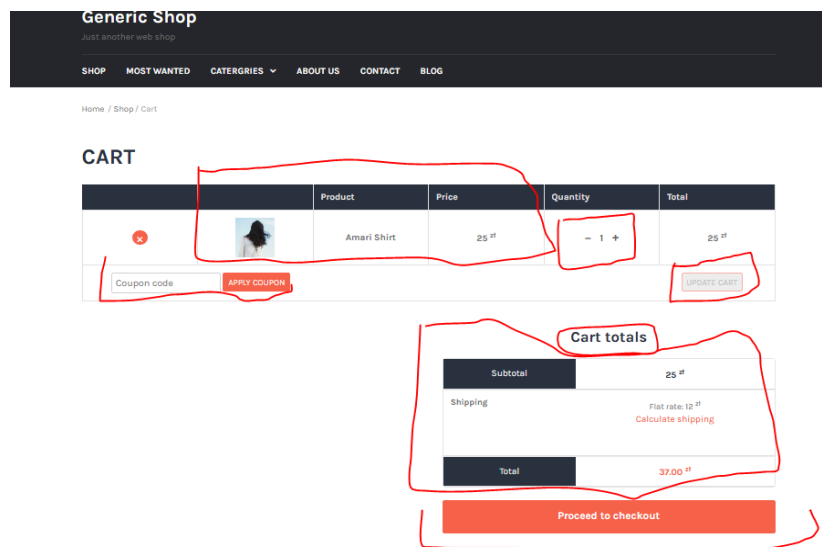 Generic Shop
Just another web shop
SHOP MOST WANTED CATERGRIES ABOUT US CONTACT BLOG
Home / Shop / Cart
CART
Product Price Quantity Total
× Amari Shirt 25 zł − 1 + 25 zł
Coupon code APPLY COUPON UPDATE CART
Cart totals
Subtotal 25 zł
Shipping Flat rate: 12 zł
Calculate shipping
Total 37.00 zł
Proceed to checkout